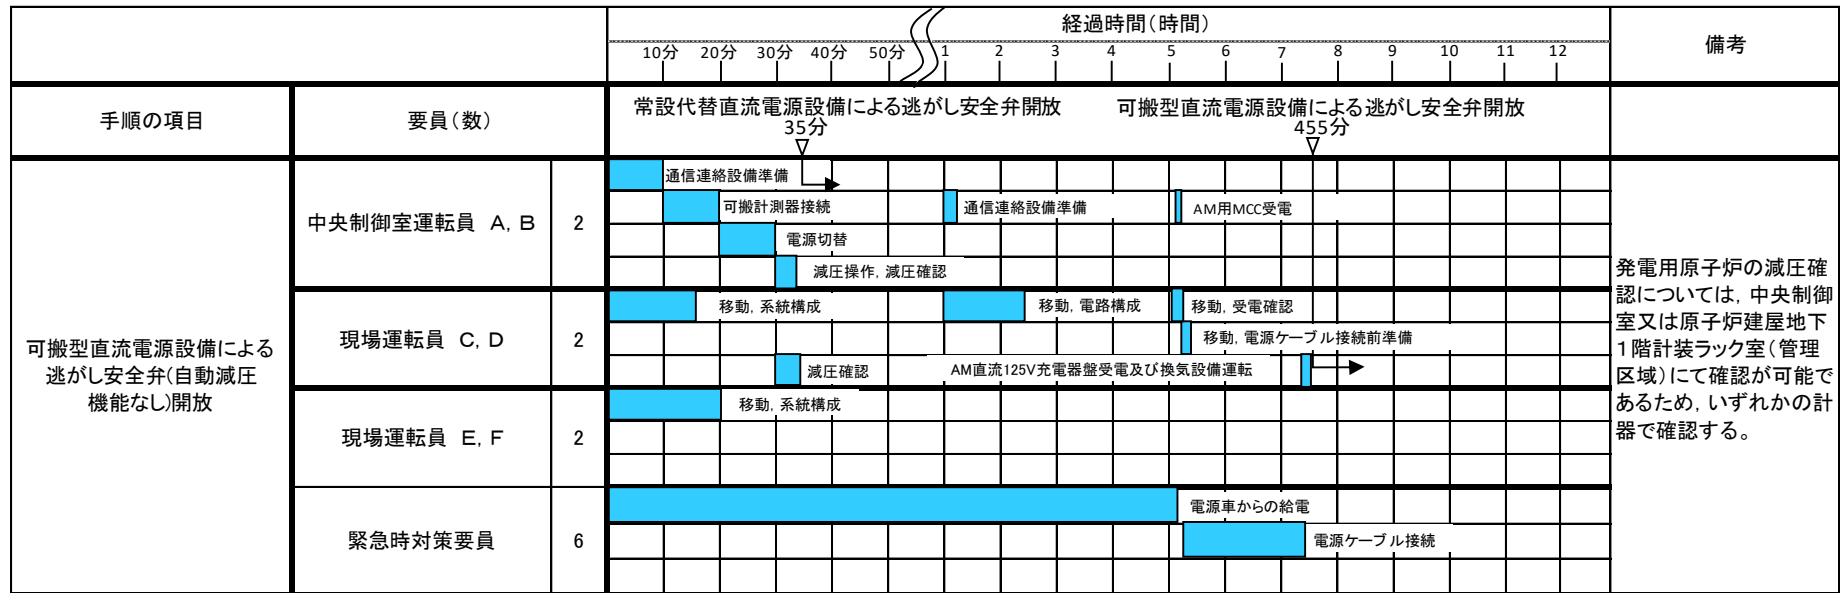 経過時間(時間)
備考
10分 20分 30分 40分 50分 1 2 3 4 5 6 7 8 9 10 11 12
手順の項目
要員(数)
常設代替直流電源設備による逃がし安全弁開放
35分
可搬型直流電源設備による逃がし安全弁開放
455分
可搬型直流電源設備による
逃がし安全弁(自動減圧
機能なし)開放
中央制御室運転員 A, B
2
通信連絡設備準備
可搬計測器接続
通信連絡設備準備
AM用MCC受電
電源切替
減圧操作, 減圧確認
現場運転員 C, D
2
移動, 系統構成
移動, 電路構成
移動, 受電確認
移動, 電源ケーブル接続前準備
減圧確認
AM直流125V充電器盤受電及び換気設備運転
現場運転員 E, F
2
移動, 系統構成
緊急時対策要員
6
電源車からの給電
電源ケーブル接続
発電用原子炉の減圧確
認については, 中央制御
室又は原子炉建屋地下
1階計装ラック室(管理
区域)にて確認が可能で
あるため, いずれかの計
器で確認する。